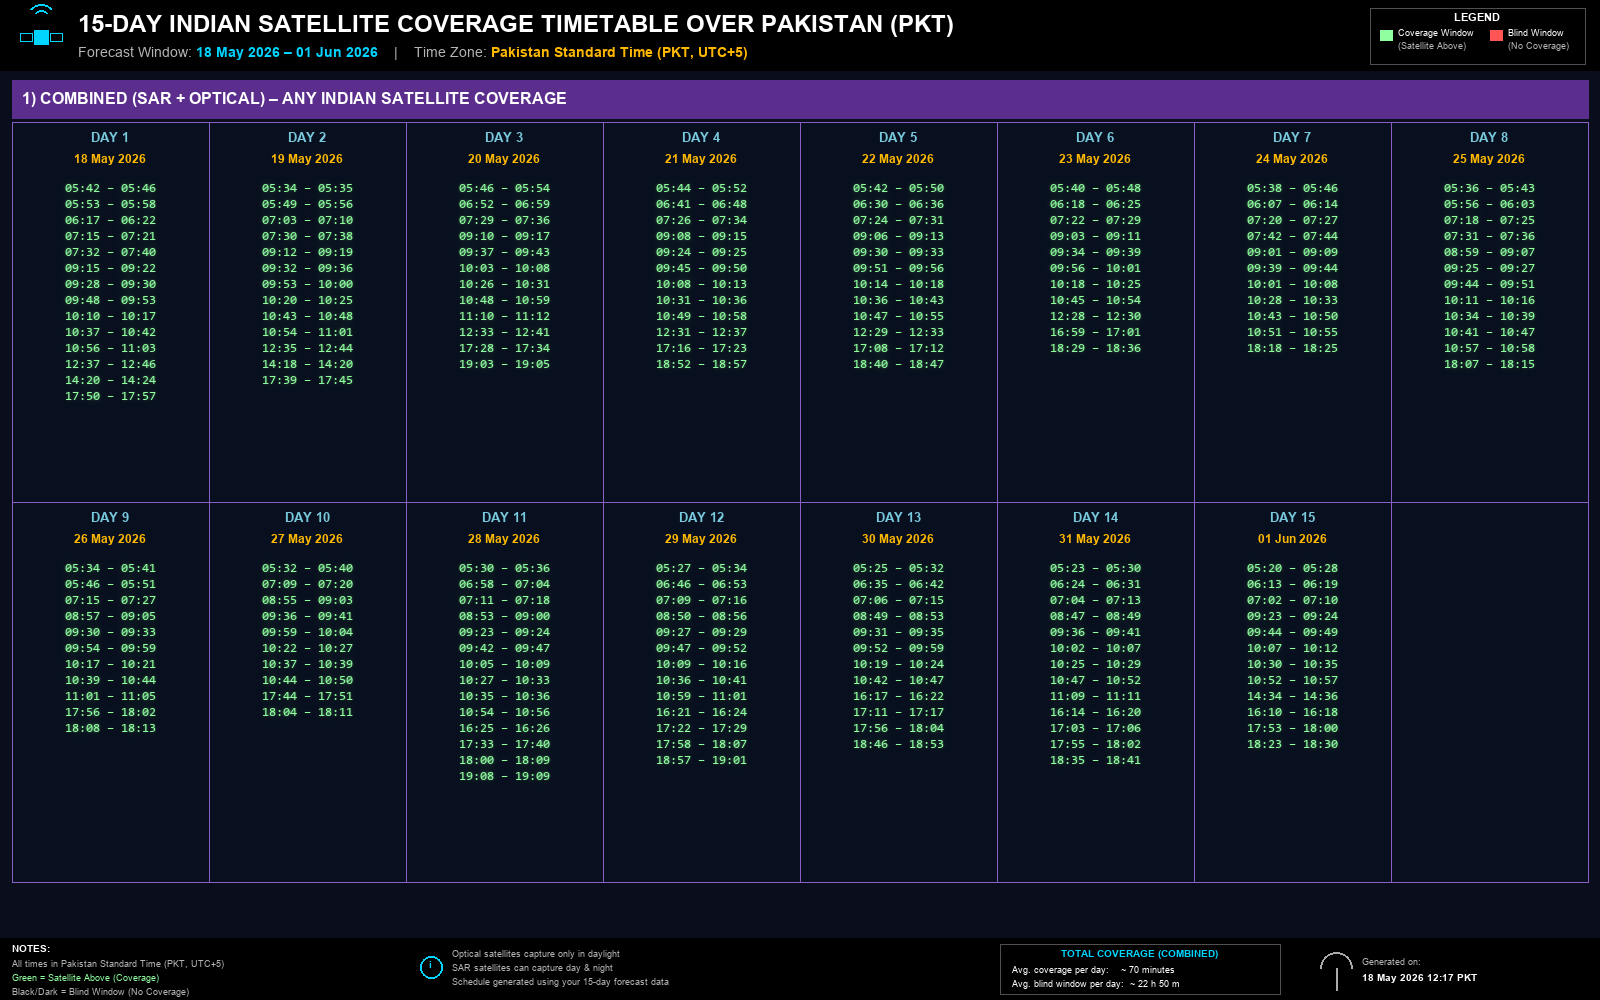 15-DAY INDIAN SATELLITE COVERAGE TIMETABLE OVER PAKISTAN (PKT)
Forecast Window: 18 May 2026 – 01 Jun 2026 | Time Zone: Pakistan Standard Time (PKT, UTC+5)
LEGEND
Coverage Window
(Satellite Above)
Blind Window
(No Coverage)
1) COMBINED (SAR + OPTICAL) – ANY INDIAN SATELLITE COVERAGE
DAY 1
18 May 2026
05:42 – 05:46
05:53 – 05:58
06:17 – 06:22
07:15 – 07:21
07:32 – 07:40
09:15 – 09:22
09:28 – 09:30
09:48 – 09:53
10:10 – 10:17
10:37 – 10:42
10:56 – 11:03
12:37 – 12:46
14:20 – 14:24
17:50 – 17:57
DAY 2
19 May 2026
05:34 – 05:35
05:49 – 05:56
07:03 – 07:10
07:30 – 07:38
09:12 – 09:19
09:32 – 09:36
09:53 – 10:00
10:20 – 10:25
10:43 – 10:48
10:54 – 11:01
12:35 – 12:44
14:18 – 14:20
17:39 – 17:45
DAY 3
20 May 2026
05:46 – 05:54
06:52 – 06:59
07:29 – 07:36
09:10 – 09:17
09:37 – 09:43
10:03 – 10:08
10:26 – 10:31
10:48 – 10:59
11:10 – 11:12
12:33 – 12:41
17:28 – 17:34
19:03 – 19:05
DAY 4
21 May 2026
05:44 – 05:52
06:41 – 06:48
07:26 – 07:34
09:08 – 09:15
09:24 – 09:25
09:45 – 09:50
10:08 – 10:13
10:31 – 10:36
10:49 – 10:58
12:31 – 12:37
17:16 – 17:23
18:52 – 18:57
DAY 5
22 May 2026
05:42 – 05:50
06:30 – 06:36
07:24 – 07:31
09:06 – 09:13
09:30 – 09:33
09:51 – 09:56
10:14 – 10:18
10:36 – 10:43
10:47 – 10:55
12:29 – 12:33
17:08 – 17:12
18:40 – 18:47
DAY 6
23 May 2026
05:40 – 05:48
06:18 – 06:25
07:22 – 07:29
09:03 – 09:11
09:34 – 09:39
09:56 – 10:01
10:18 – 10:25
10:45 – 10:54
12:28 – 12:30
16:59 – 17:01
18:29 – 18:36
DAY 7
24 May 2026
05:38 – 05:46
06:07 – 06:14
07:20 – 07:27
07:42 – 07:44
09:01 – 09:09
09:39 – 09:44
10:01 – 10:08
10:28 – 10:33
10:43 – 10:50
10:51 – 10:55
18:18 – 18:25
DAY 8
25 May 2026
05:36 – 05:43
05:56 – 06:03
07:18 – 07:25
07:31 – 07:36
08:59 – 09:07
09:25 – 09:27
09:44 – 09:51
10:11 – 10:16
10:34 – 10:39
10:41 – 10:47
10:57 – 10:58
18:07 – 18:15
DAY 9
26 May 2026
05:34 – 05:41
05:46 – 05:51
07:15 – 07:27
08:57 – 09:05
09:30 – 09:33
09:54 – 09:59
10:17 – 10:21
10:39 – 10:44
11:01 – 11:05
17:56 – 18:02
18:08 – 18:13
DAY 10
27 May 2026
05:32 – 05:40
07:09 – 07:20
08:55 – 09:03
09:36 – 09:41
09:59 – 10:04
10:22 – 10:27
10:37 – 10:39
10:44 – 10:50
17:44 – 17:51
18:04 – 18:11
DAY 11
28 May 2026
05:30 – 05:36
06:58 – 07:04
07:11 – 07:18
08:53 – 09:00
09:23 – 09:24
09:42 – 09:47
10:05 – 10:09
10:27 – 10:33
10:35 – 10:36
10:54 – 10:56
16:25 – 16:26
17:33 – 17:40
18:00 – 18:09
19:08 – 19:09
DAY 12
29 May 2026
05:27 – 05:34
06:46 – 06:53
07:09 – 07:16
08:50 – 08:56
09:27 – 09:29
09:47 – 09:52
10:09 – 10:16
10:36 – 10:41
10:59 – 11:01
16:21 – 16:24
17:22 – 17:29
17:58 – 18:07
18:57 – 19:01
DAY 13
30 May 2026
05:25 – 05:32
06:35 – 06:42
07:06 – 07:15
08:49 – 08:53
09:31 – 09:35
09:52 – 09:59
10:19 – 10:24
10:42 – 10:47
16:17 – 16:22
17:11 – 17:17
17:56 – 18:04
18:46 – 18:53
DAY 14
31 May 2026
05:23 – 05:30
06:24 – 06:31
07:04 – 07:13
08:47 – 08:49
09:36 – 09:41
10:02 – 10:07
10:25 – 10:29
10:47 – 10:52
11:09 – 11:11
16:14 – 16:20
17:03 – 17:06
17:55 – 18:02
18:35 – 18:41
DAY 15
01 Jun 2026
05:20 – 05:28
06:13 – 06:19
07:02 – 07:10
09:23 – 09:24
09:44 – 09:49
10:07 – 10:12
10:30 – 10:35
10:52 – 10:57
14:34 – 14:36
16:10 – 16:18
17:53 – 18:00
18:23 – 18:30
NOTES:
All times in Pakistan Standard Time (PKT, UTC+5)
Green = Satellite Above (Coverage)
Black/Dark = Blind Window (No Coverage)
i
Optical satellites capture only in daylight
SAR satellites can capture day & night
Schedule generated using your 15-day forecast data
TOTAL COVERAGE (COMBINED)
Avg. coverage per day: ~ 70 minutes
Avg. blind window per day: ~ 22 h 50 m
Generated on:
18 May 2026 12:17 PKT